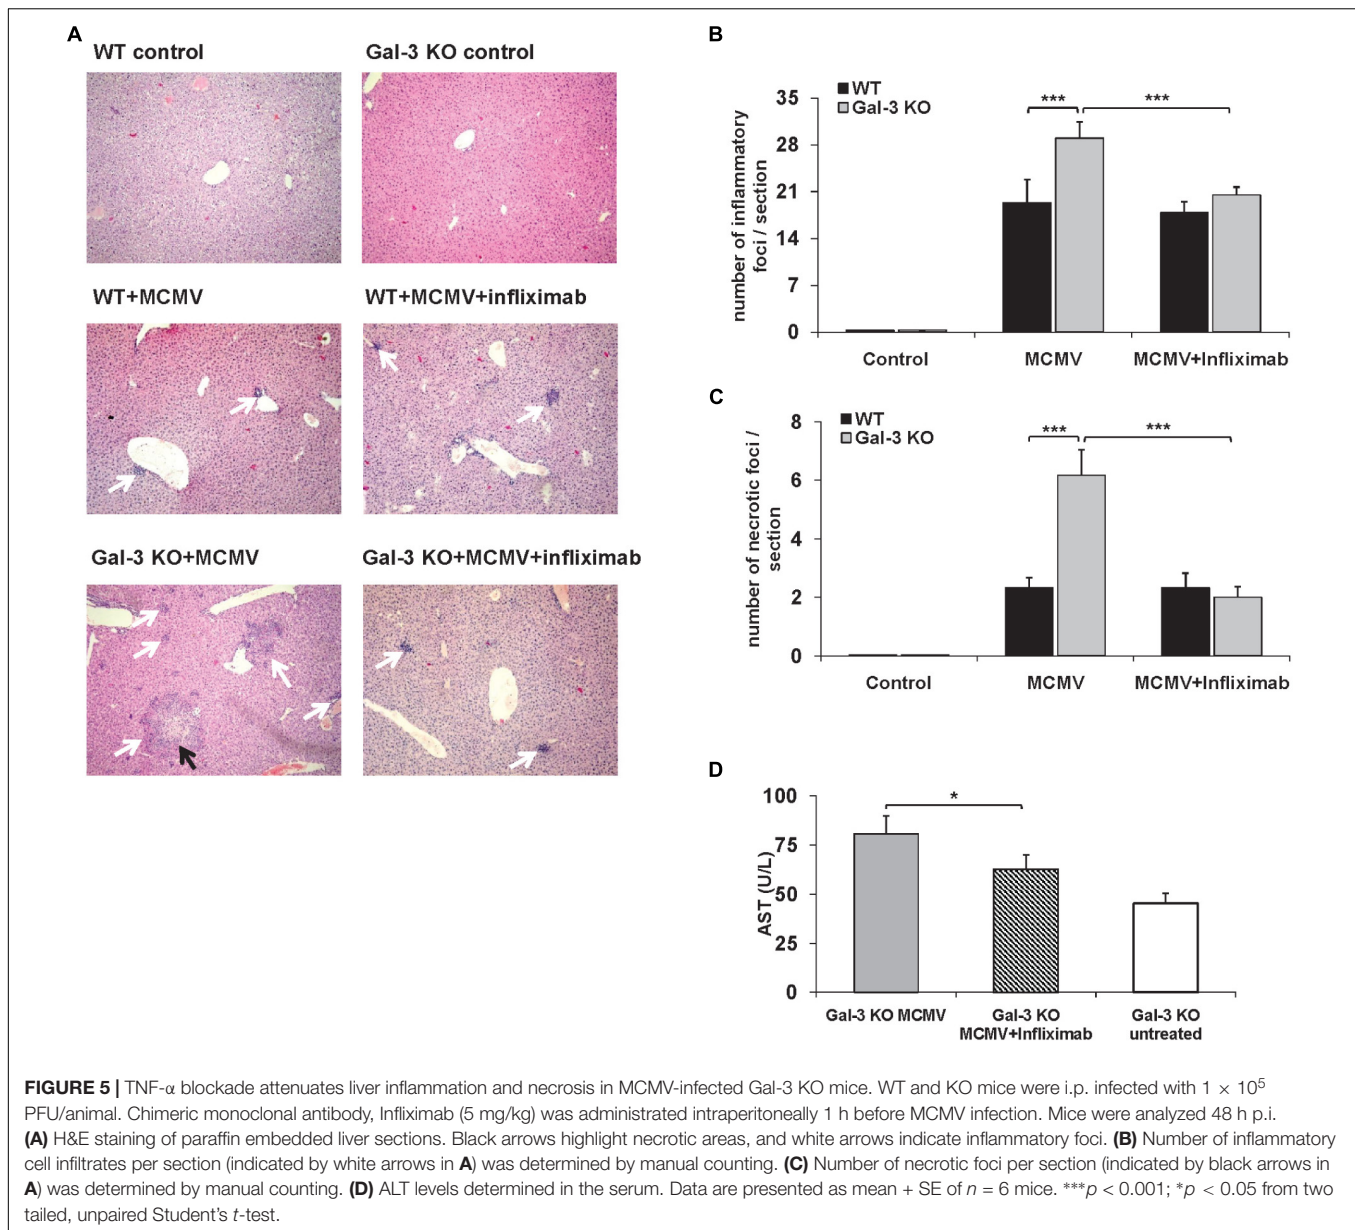 A
WT control
Gal-3 KO control
WT+MCMV
WT+MCMV+infliximab
Gal-3 KO+MCMV
Gal-3 KO+MCMV+infliximab
B
number of inflammatory
foci / section
35
28
21
14
7
0
WT
Gal-3 KO
***
***
Control
MCMV
MCMV+Infliximab
C
number of necrotic foci /
section
8
6
4
2
0
WT
Gal-3 KO
***
***
Control
MCMV
MCMV+Infliximab
D
AST (U/L)
100
75
50
25
0
*
Gal-3 KO MCMV
Gal-3 KO
MCMV+Infliximab
Gal-3 KO
untreated
FIGURE 5 | TNF-α blockade attenuates liver inflammation and necrosis in MCMV-infected Gal-3 KO mice. WT and KO mice were i.p. infected with 1 × 10⁵
PFU/animal. Chimeric monoclonal antibody, Infliximab (5 mg/kg) was administrated intraperitoneally 1 h before MCMV infection. Mice were analyzed 48 h p.i.
(A) H&E staining of paraffin embedded liver sections. Black arrows highlight necrotic areas, and white arrows indicate inflammatory foci. (B) Number of inflammatory
cell infiltrates per section (indicated by white arrows in A) was determined by manual counting. (C) Number of necrotic foci per section (indicated by black arrows in
A) was determined by manual counting. (D) ALT levels determined in the serum. Data are presented as mean + SE of n = 6 mice. ***p < 0.001; *p < 0.05 from two
tailed, unpaired Student's t-test.